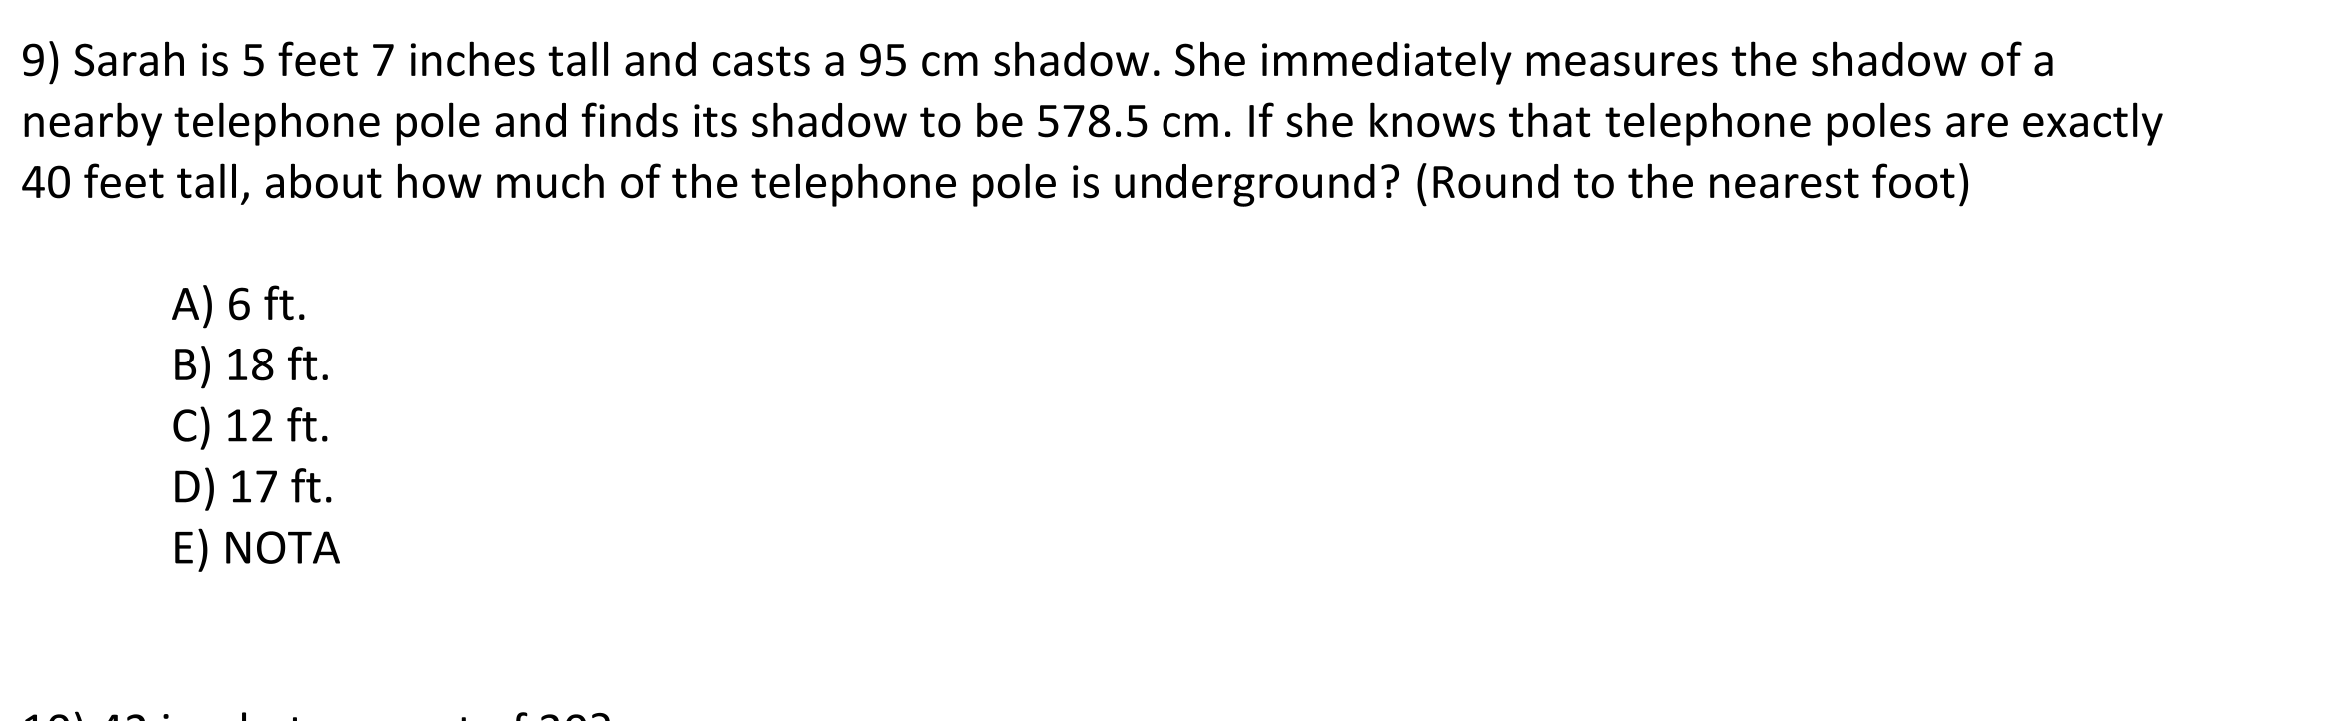 9) Sarah is 5 feet 7 inches tall and casts a 95 cm shadow. She immediately measures the shadow of a
nearby telephone pole and finds its shadow to be 578.5 cm. If she knows that telephone poles are exactly
40 feet tall, about how much of the telephone pole is underground? (Round to the nearest foot)
A) 6 ft.
B) 18 ft.
C) 12 ft.
D) 17 ft.
E) NOTA